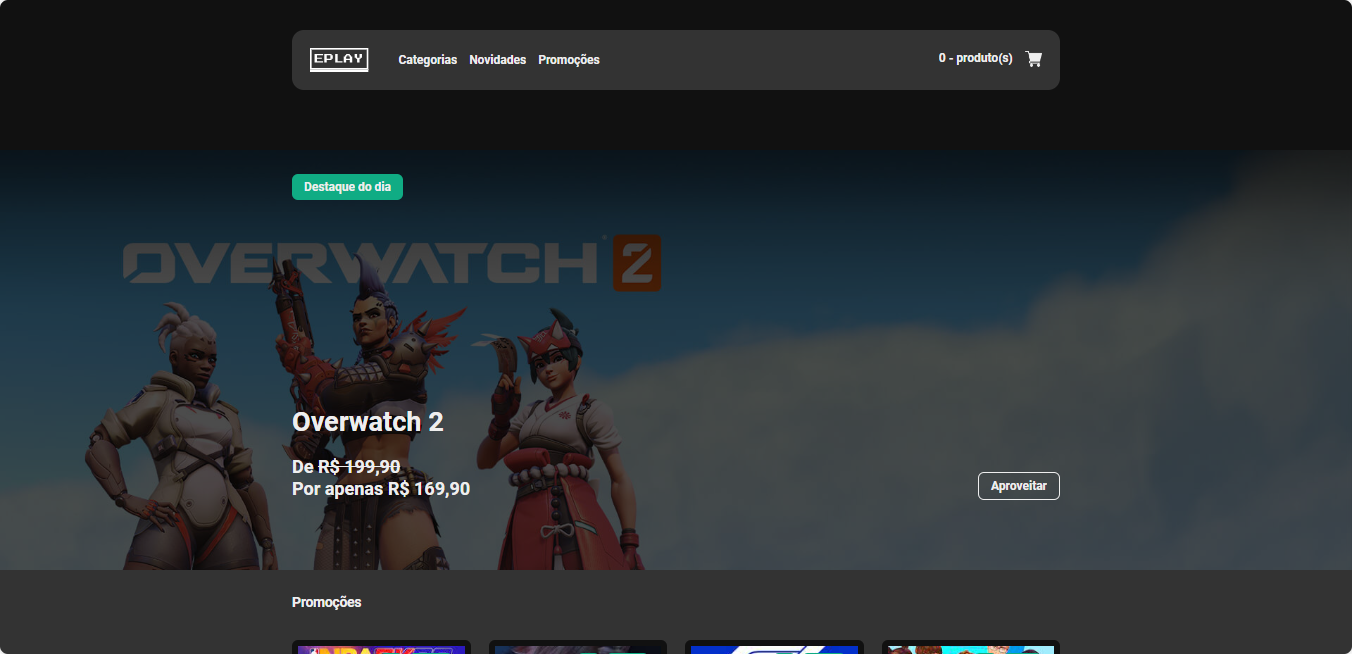 EPLAY
Categorias Novidades Promoções
0 - produto(s)
Destaque do dia
OVERWATCH 2
Overwatch 2
De R$ 199,90
Por apenas R$ 169,90
Aproveitar
Promoções